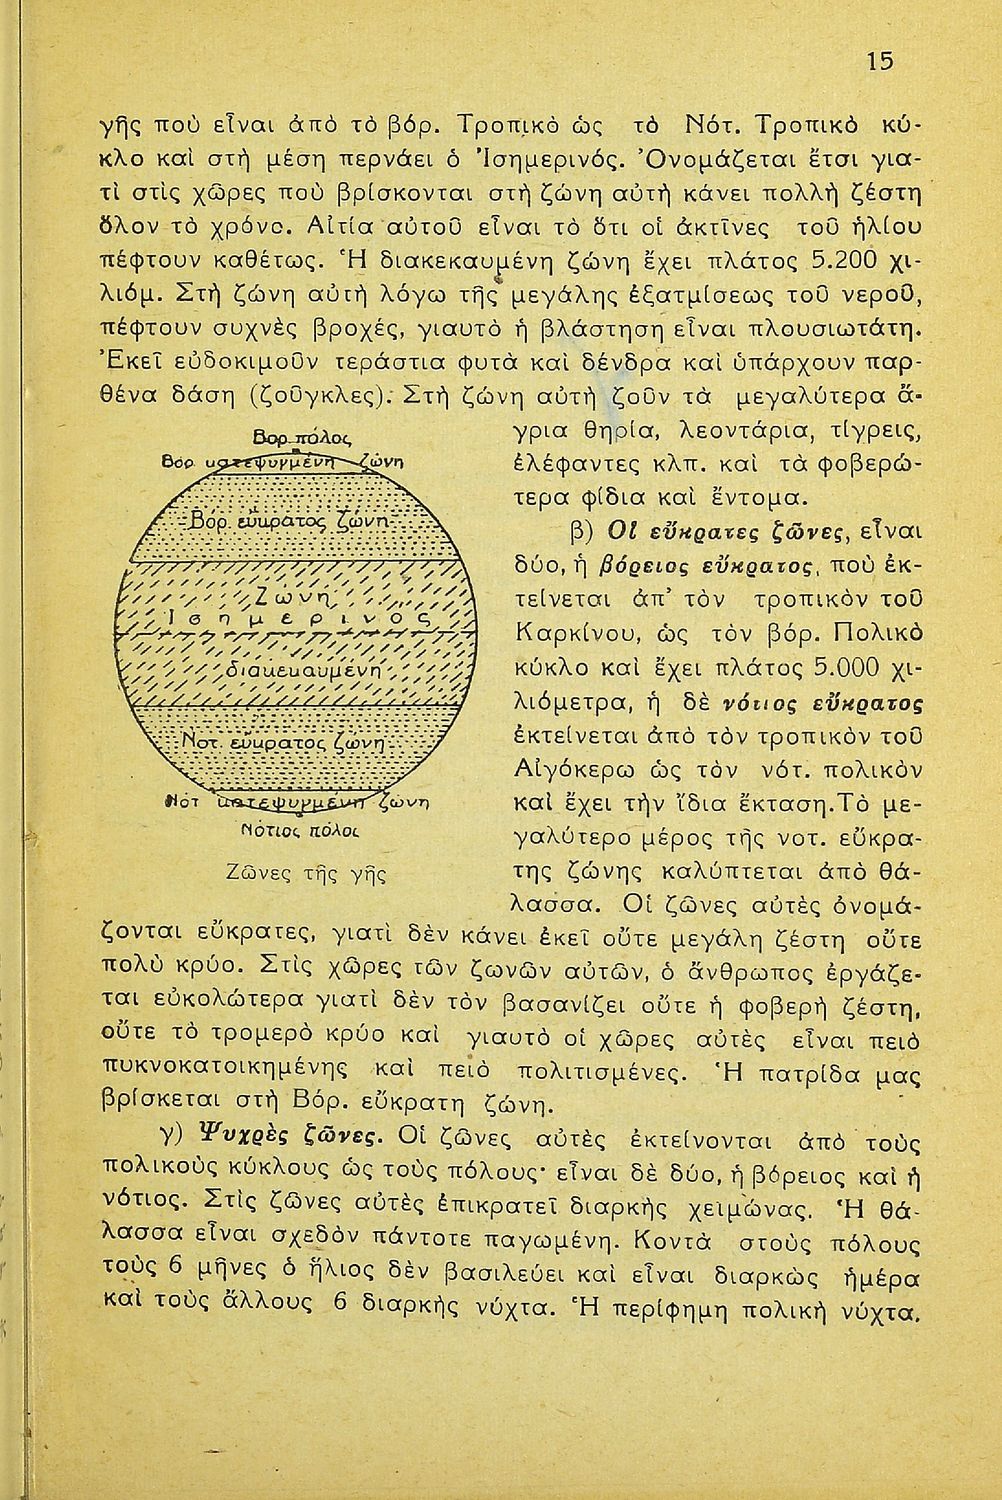 15
γῆς ποὺ εἶναι ἀπὸ τὸ βόρ. Τροπικὸ ὡς τὸ Νότ. Τροπικὸ κύ-
κλο καὶ στὴ μέση περνάει ὁ Ἰσημερινός. Ὀνομάζεται ἔτσι για-
τὶ στὶς χῶρες ποὺ βρίσκονται στὴ ζώνη αὐτὴ κάνει πολλὴ ζέστη
ὅλον τὸ χρόνο. Αἰτία αὐτοῦ εἶναι τὸ ὅτι οἱ ἀκτῖνες τοῦ ἡλίου
πέφτουν καθέτως. Ἡ διακεκαυμένη ζώνη ἔχει πλάτος 5.200 χι-
λιόμ. Στὴ ζώνη αὐτὴ λόγω τῆς μεγάλης ἐξατμίσεως τοῦ νεροῦ,
πέφτουν συχνὲς βροχές, γιαυτὸ ἡ βλάστηση εἶναι πλουσιωτάτη.
Ἐκεῖ εὐδοκιμοῦν τεράστια φυτὰ καὶ δένδρα καὶ ὑπάρχουν παρ-
θένα δάση (ζοῦγκλες). Στὴ ζώνη αὐτὴ ζοῦν τὰ μεγαλύτερα ἄ-
γρια θηρία, λεοντάρια, τίγρεις,
ἐλέφαντες κλπ. καὶ τὰ φοβερώ-
τερα φίδια καὶ ἔντομα.
β) Οἱ εὔκρατες ζῶνες, εἶναι
δύο, ἡ βόρειος εὔκρατος, ποὺ ἐκ-
τείνεται ἀπ' τὸν τροπικὸν τοῦ
Καρκίνου, ὡς τὸν βόρ. Πολικὸ
κύκλο καὶ ἔχει πλάτος 5.000 χι-
λιόμετρα, ἡ δὲ νότιος εὔκρατος
ἐκτείνεται ἀπὸ τὸν τροπικὸν τοῦ
Αἰγόκερω ὡς τὸν νότ. πολικὸν
καὶ ἔχει τὴν ἴδια ἔκταση.Τὸ με-
γαλύτερο μέρος τῆς νοτ. εὔκρα-
της ζώνης καλύπτεται ἀπὸ θά-
λασσα. Οἱ ζῶνες αὐτὲς ὀνομά-
Βορ. πόλος
Βόρ. κατεψυγμένη ζώνη
Βόρ. εὔκρατος ζώνη
Ζώνη
Ἰσημερινος
διακεκαυμένη
Νοτ. εὔκρατος ζώνη
Νότ κατεψυγμένη ζώνη
Νότιος πόλος
Ζῶνες τῆς γῆς
ζονται εὔκρατες, γιατὶ δὲν κάνει ἐκεῖ οὔτε μεγάλη ζέστη οὔτε
πολὺ κρύο. Στὶς χῶρες τῶν ζωνῶν αὐτῶν, ὁ ἄνθρωπος ἐργάζε-
ται εὐκολώτερα γιατὶ δὲν τὸν βασανίζει οὔτε ἡ φοβερὴ ζέστη,
οὔτε τὸ τρομερὸ κρύο καὶ γιαυτὸ οἱ χῶρες αὐτὲς εἶναι πειὸ
πυκνοκατοικημένης καὶ πειὸ πολιτισμένες. Ἡ πατρίδα μας
βρίσκεται στὴ Βόρ. εὔκρατη ζώνη.
γ) Ψυχρὲς ζῶνες. Οἱ ζῶνες αὐτὲς ἐκτείνονται ἀπὸ τοὺς
πολικοὺς κύκλους ὡς τοὺς πόλους· εἶναι δὲ δύο, ἡ βόρειος καὶ ἡ
νότιος. Στὶς ζῶνες αὐτὲς ἐπικρατεῖ διαρκὴς χειμώνας. Ἡ θά-
λασσα εἶναι σχεδὸν πάντοτε παγωμένη. Κοντὰ στοὺς πόλους
τοὺς 6 μῆνες ὁ ἥλιος δὲν βασιλεύει καὶ εἶναι διαρκὼς ἡμέρα
καὶ τοὺς ἄλλους 6 διαρκὴς νύχτα. Ἡ περίφημη πολικὴ νύχτα.